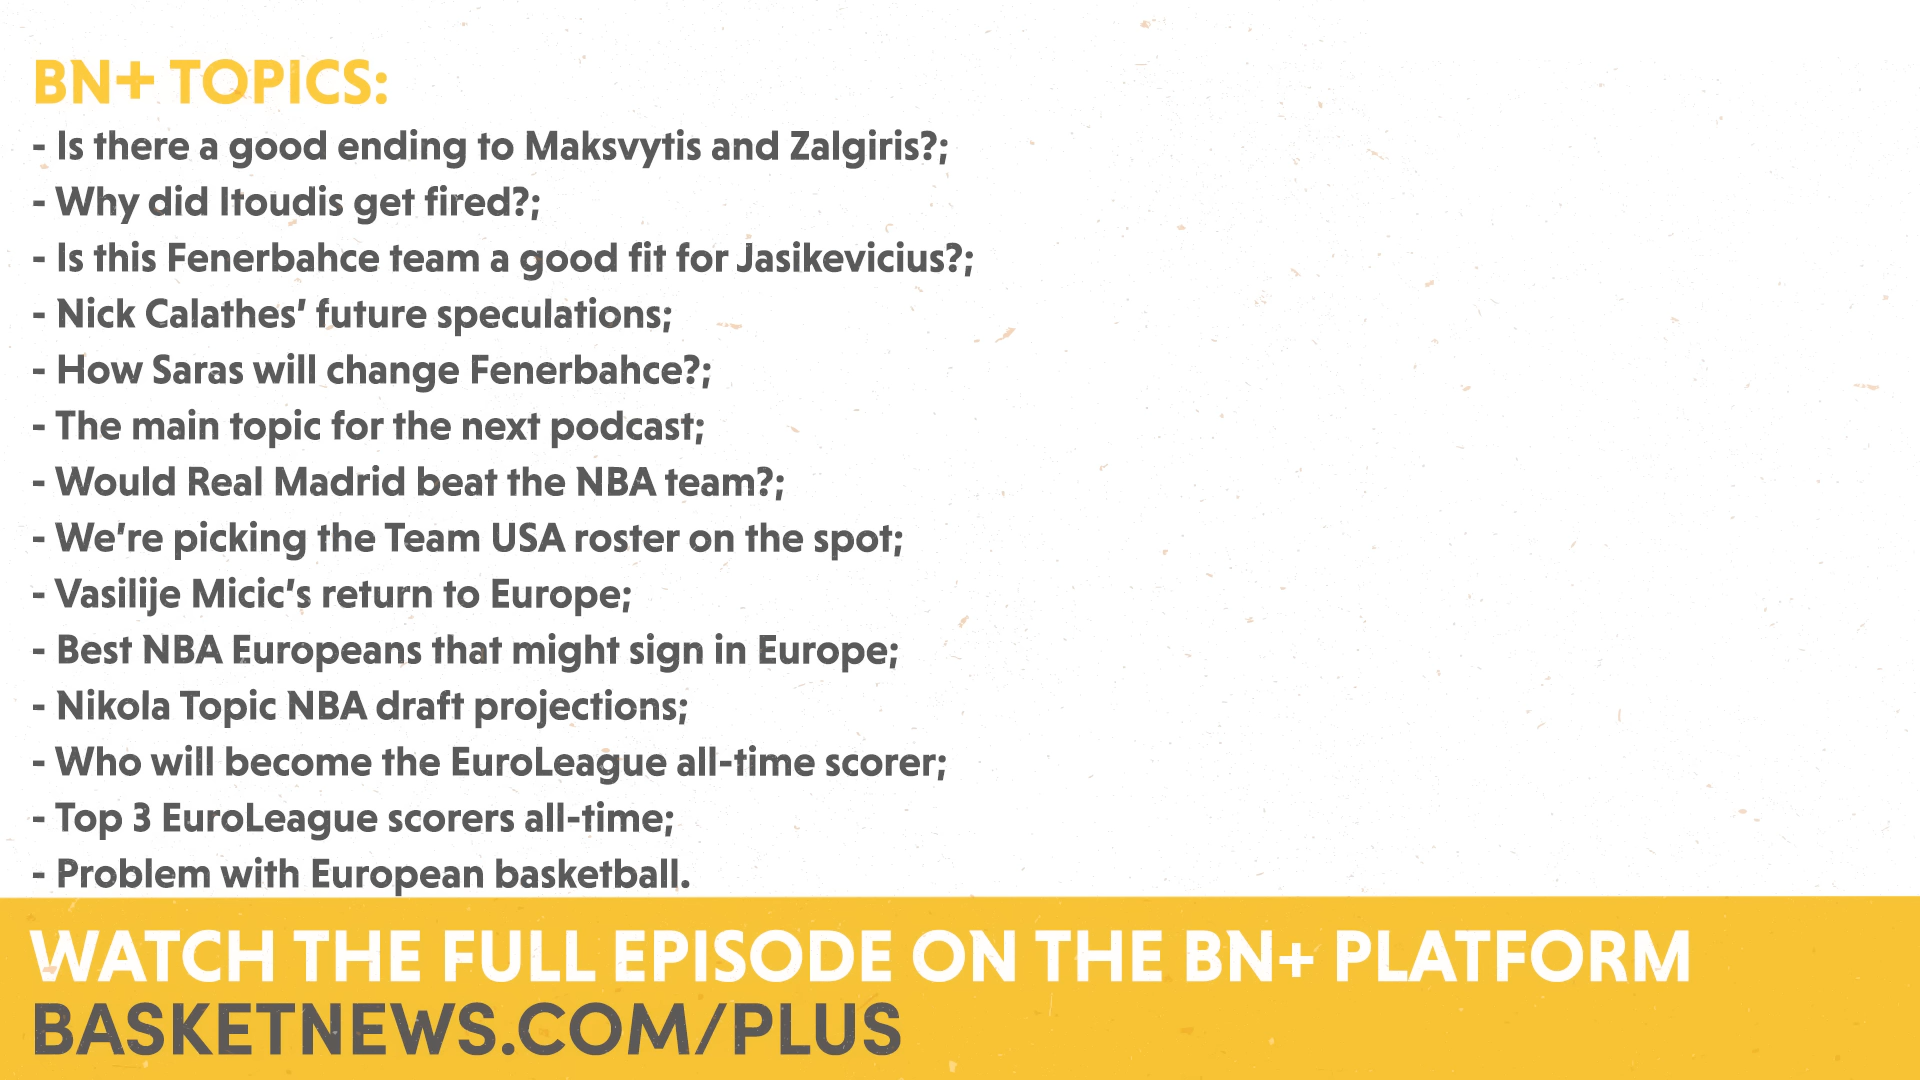 BN+ TOPICS:
- Is there a good ending to Maksvytis and Zalgiris?;
- Why did Itoudis get fired?;
- Is this Fenerbahce team a good fit for Jasikevicius?;
- Nick Calathes’ future speculations;
- How Saras will change Fenerbahce?;
- The main topic for the next podcast;
- Would Real Madrid beat the NBA team?;
- We’re picking the Team USA roster on the spot;
- Vasilije Micic’s return to Europe;
- Best NBA Europeans that might sign in Europe;
- Nikola Topic NBA draft projections;
- Who will become the EuroLeague all-time scorer;
- Top 3 EuroLeague scorers all-time;
- Problem with European basketball.
WATCH THE FULL EPISODE ON THE BN+ PLATFORM
BASKETNEWS.COM/PLUS